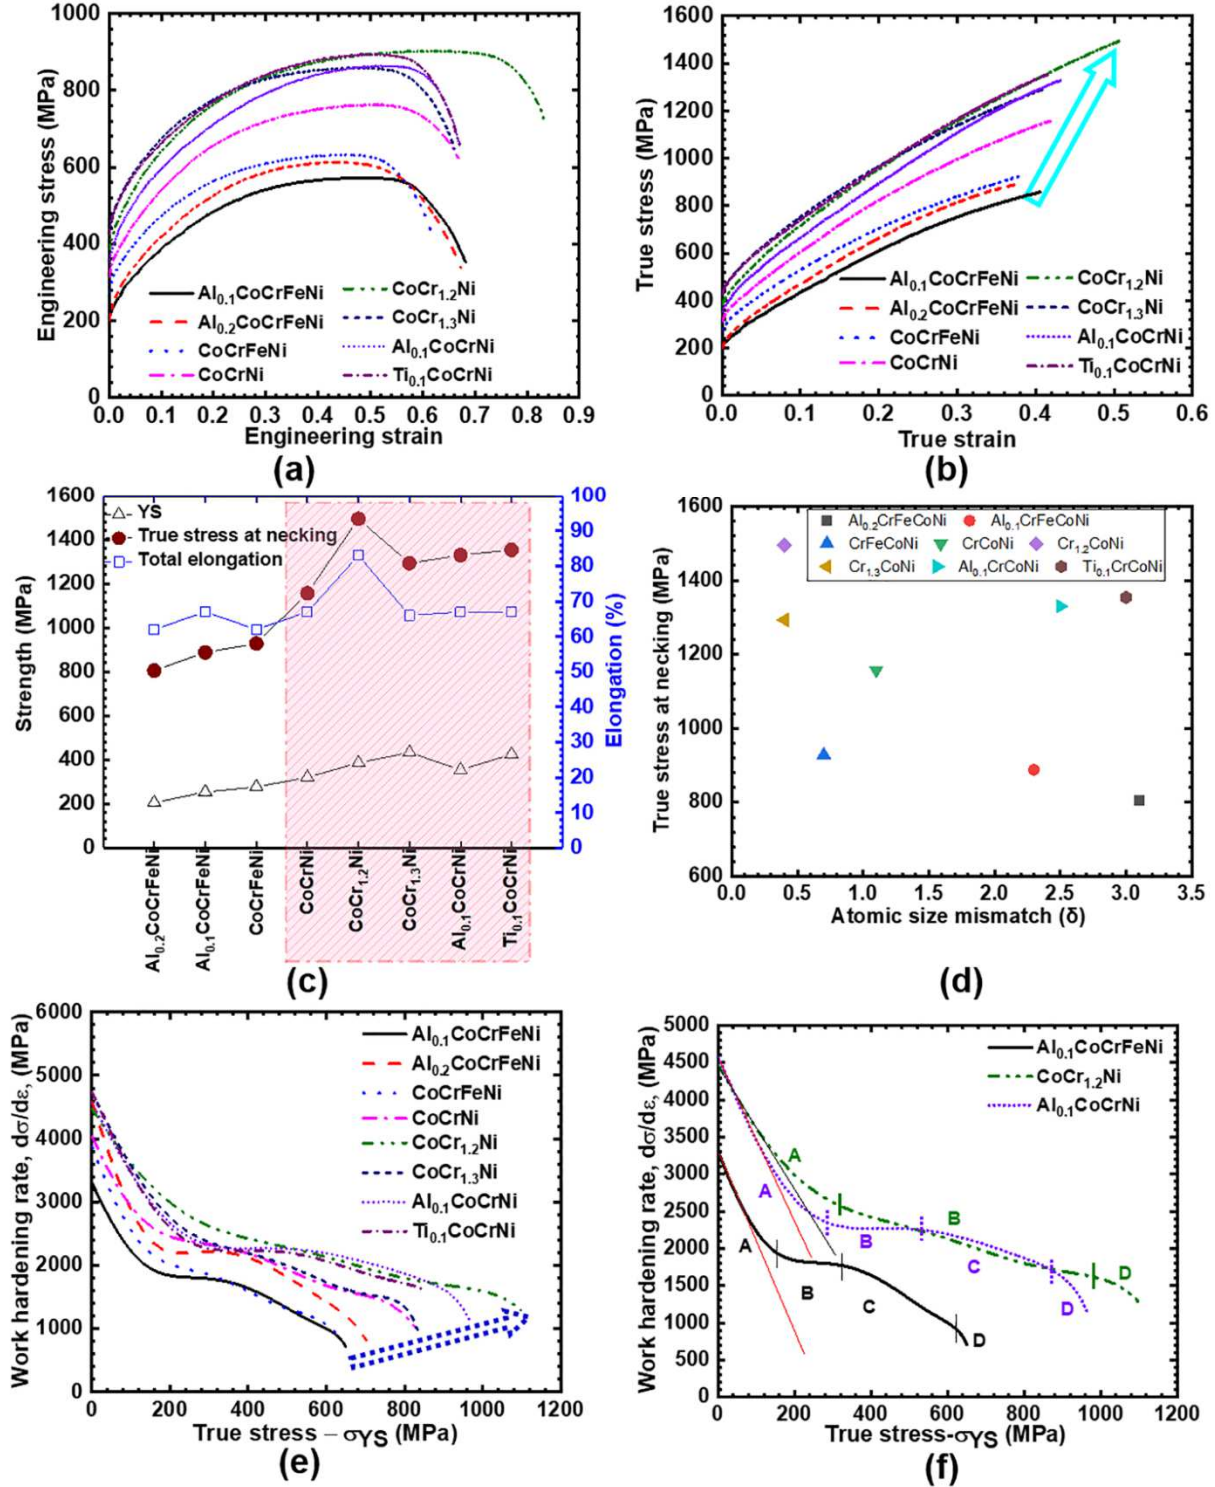 1000
800
600
400
200
0
0.0 0.1 0.2 0.3 0.4 0.5 0.6 0.7 0.8 0.9
Engineering stress (MPa)
Engineering strain
Al0.1CoCrFeNi
Al0.2CoCrFeNi
CoCrFeNi
CoCrNi
CoCr1.2Ni
CoCr1.3Ni
Al0.1CoCrNi
Ti0.1CoCrNi
(a)
1600
1400
1200
1000
800
600
400
200
0
0.0 0.1 0.2 0.3 0.4 0.5 0.6
True stress (MPa)
True strain
Al0.1CoCrFeNi
Al0.2CoCrFeNi
CoCrFeNi
CoCrNi
CoCr1.2Ni
CoCr1.3Ni
Al0.1CoCrNi
Ti0.1CoCrNi
(b)
1600
1400
1200
1000
800
600
400
200
0
Strength (MPa)
YS
True stress at necking
Total elongation
100
90
80
70
60
50
40
30
20
10
0
Elongation (%)
Al0.2CoCrFeNi
Al0.1CoCrFeNi
CoCrFeNi
CoCrNi
CoCr1.2Ni
CoCr1.3Ni
Al0.1CoCrNi
Ti0.1CoCrNi
(c)
1600
1400
1200
1000
800
600
0.0 0.5 1.0 1.5 2.0 2.5 3.0 3.5
True stress at necking (MPa)
Atomic size mismatch (δ)
Al0.2CrFeCoNi Al0.1CrFeCoNi
CrFeCoNi CrCoNi Cr1.2CoNi
Cr1.3CoNi Al0.1CrCoNi Ti0.1CrCoNi
(d)
6000
5000
4000
3000
2000
1000
0
0 200 400 600 800 1000 1200
Work hardening rate, dσ/dε, (MPa)
True stress – σYS (MPa)
Al0.1CoCrFeNi
Al0.2CoCrFeNi
CoCrFeNi
CoCrNi
CoCr1.2Ni
CoCr1.3Ni
Al0.1CoCrNi
Ti0.1CoCrNi
(e)
5000
4500
4000
3500
3000
2500
2000
1500
1000
500
0
0 200 400 600 800 1000 1200
Work hardening rate, dσ/dε, (MPa)
True stress-σYS (MPa)
Al0.1CoCrFeNi
CoCr1.2Ni
Al0.1CoCrNi
A
B
D
A
B
C
D
A
B
C
D
(f)